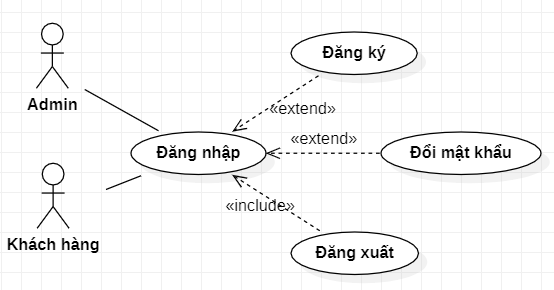 Đăng ký
Admin
«extend»
«extend»
Đăng nhập
Đổi mật khẩu
«include»
Khách hàng
Đăng xuất